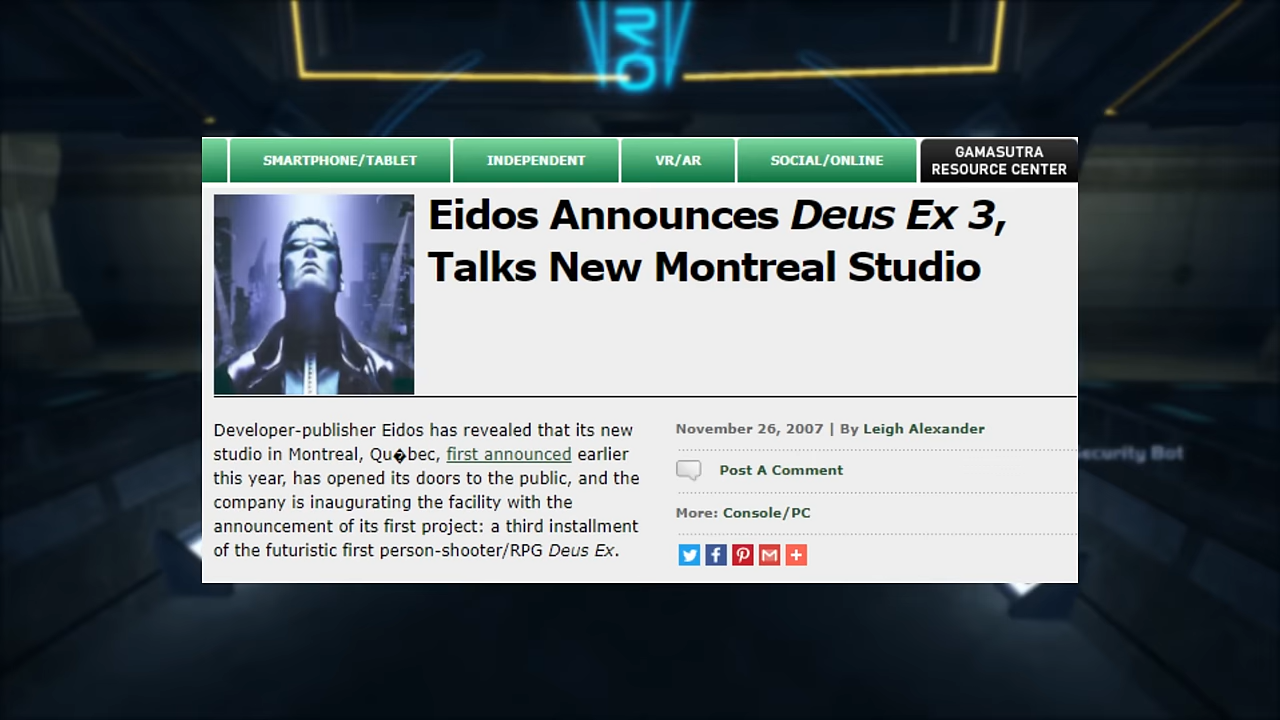 SMARTPHONE/TABLET INDEPENDENT VR/AR SOCIAL/ONLINE GAMASUTRA
RESOURCE CENTER
Eidos Announces Deus Ex 3,
Talks New Montreal Studio
Developer-publisher Eidos has revealed that its new
studio in Montreal, Qu�bec, first announced earlier
this year, has opened its doors to the public, and the
company is inaugurating the facility with the
announcement of its first project: a third installment
of the futuristic first person-shooter/RPG Deus Ex.
November 26, 2007 | By Leigh Alexander
Post A Comment
More: Console/PC
Security Bot